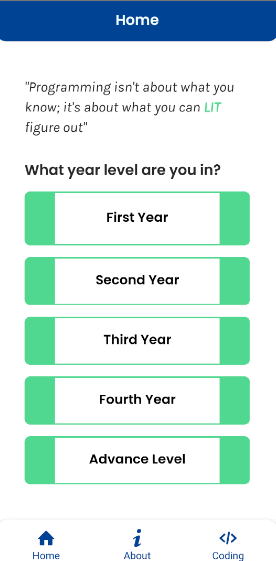 Home
"Programming isn't about what you
know; it's about what you can LIT
figure out"
What year level are you in?
First Year
Second Year
Third Year
Fourth Year
Advance Level
Home
About
Coding